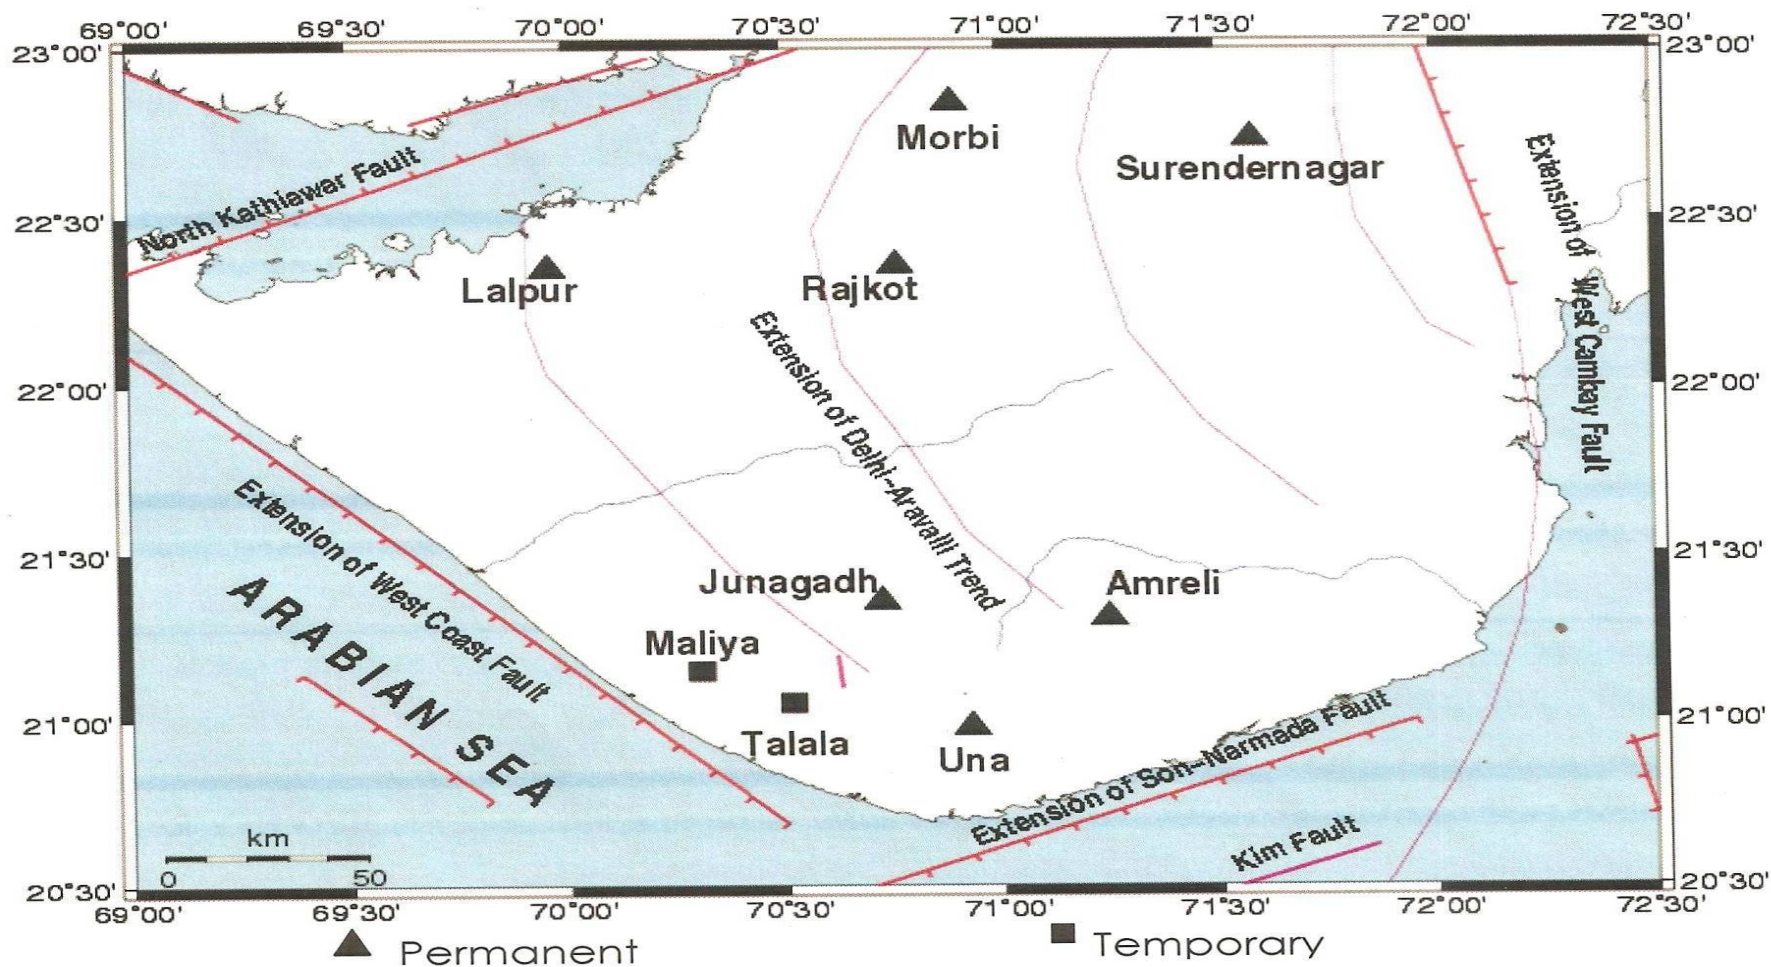 69°00' 69°30' 70°00' 70°30' 71°00' 71°30' 72°00' 72°30'
23°00' 23°00'
Morbi
Surendernagar
Extension of West Cambay Fault
North Kathiawar Fault
22°30' 22°30'
Lalpur
Rajkot
Extension of Delhi-Aravalli Trend
22°00' 22°00'
Extension of West Coast Fault
21°30' 21°30'
ARABIAN SEA
Junagadh
Amreli
Maliya
21°00' 21°00'
Talala
Una
Extension of Son-Narmada Fault
Kim Fault
km
0 50
20°30' 20°30'
69°00' 69°30' 70°00' 70°30' 71°00' 71°30' 72°00' 72°30'
Permanent
Temporary